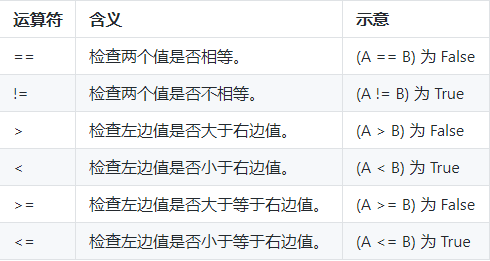 运算符 含义 示意
== 检查两个值是否相等。 (A == B) 为 False
!= 检查两个值是否不相等。 (A != B) 为 True
> 检查左边值是否大于右边值。 (A > B) 为 False
< 检查左边值是否小于右边值。 (A < B) 为 True
>= 检查左边值是否大于等于右边值。 (A >= B) 为 False
<= 检查左边值是否小于等于右边值。 (A <= B) 为 True